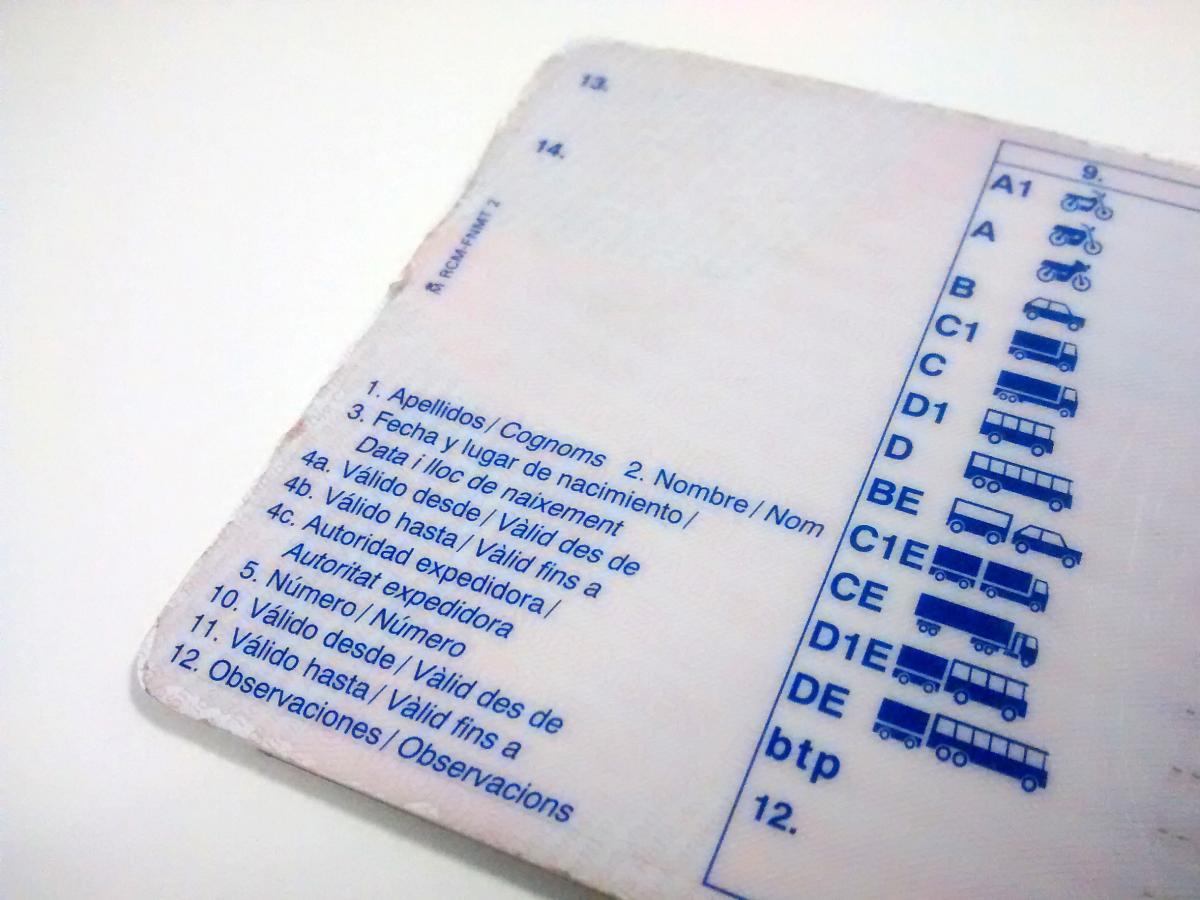 13.
14.
RCM-FNMT 2
1. Apellidos / Cognoms 2. Nombre / Nom
3. Fecha y lugar de nacimiento /
Data i lloc de naixement
4a. Válido desde / Vàlid des de
4b. Válido hasta / Vàlid fins a
4c. Autoridad expedidora /
Autoritat expedidora
5. Número / Número
10. Válido desde / Vàlid des de
11. Válido hasta / Vàlid fins a
12. Observaciones / Observacions
9.
A1
A
B
C1
C
D1
D
BE
C1E
CE
D1E
DE
btp
12.